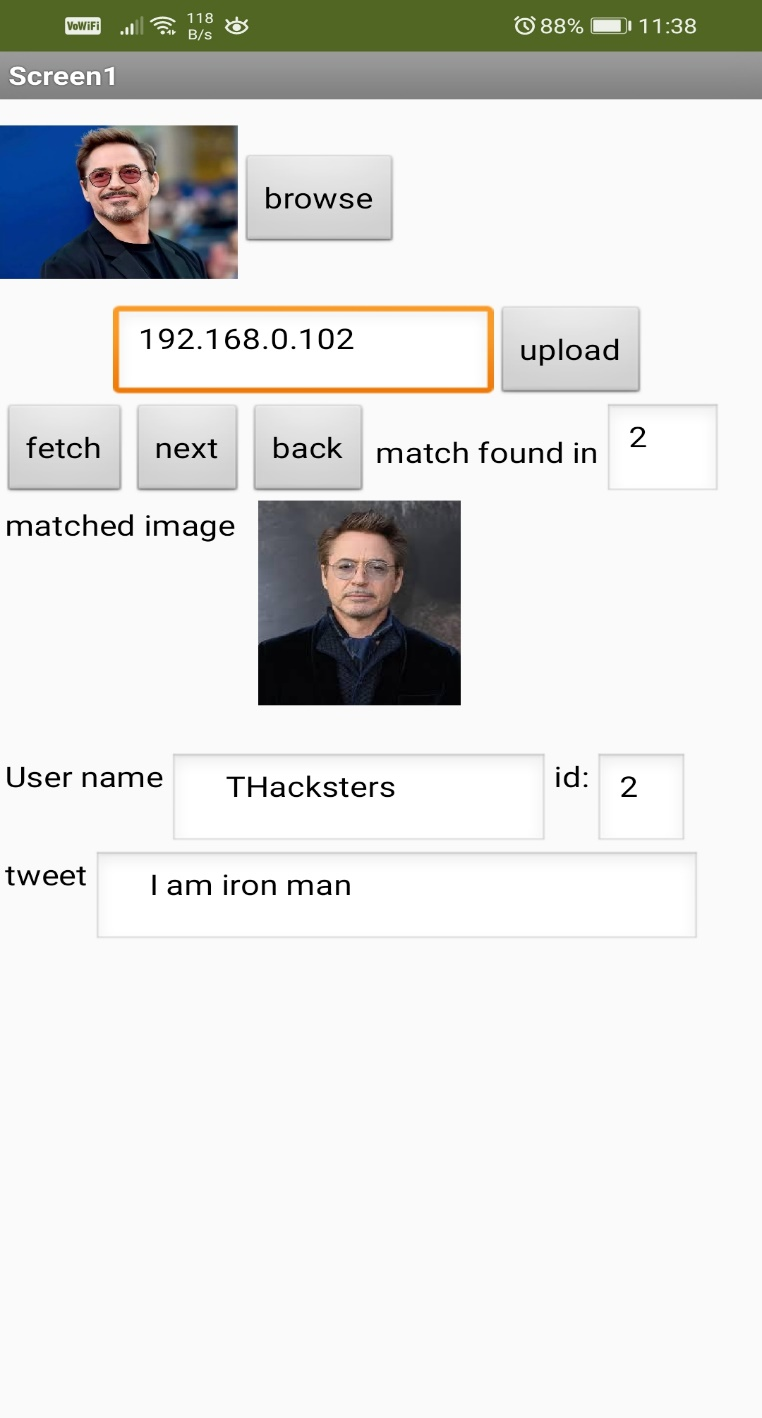 VoWiFi 118 B/s 88% 11:38
Screen1
browse
192.168.0.102 upload
fetch next back match found in 2
matched image
User name THacksters id: 2
tweet I am iron man